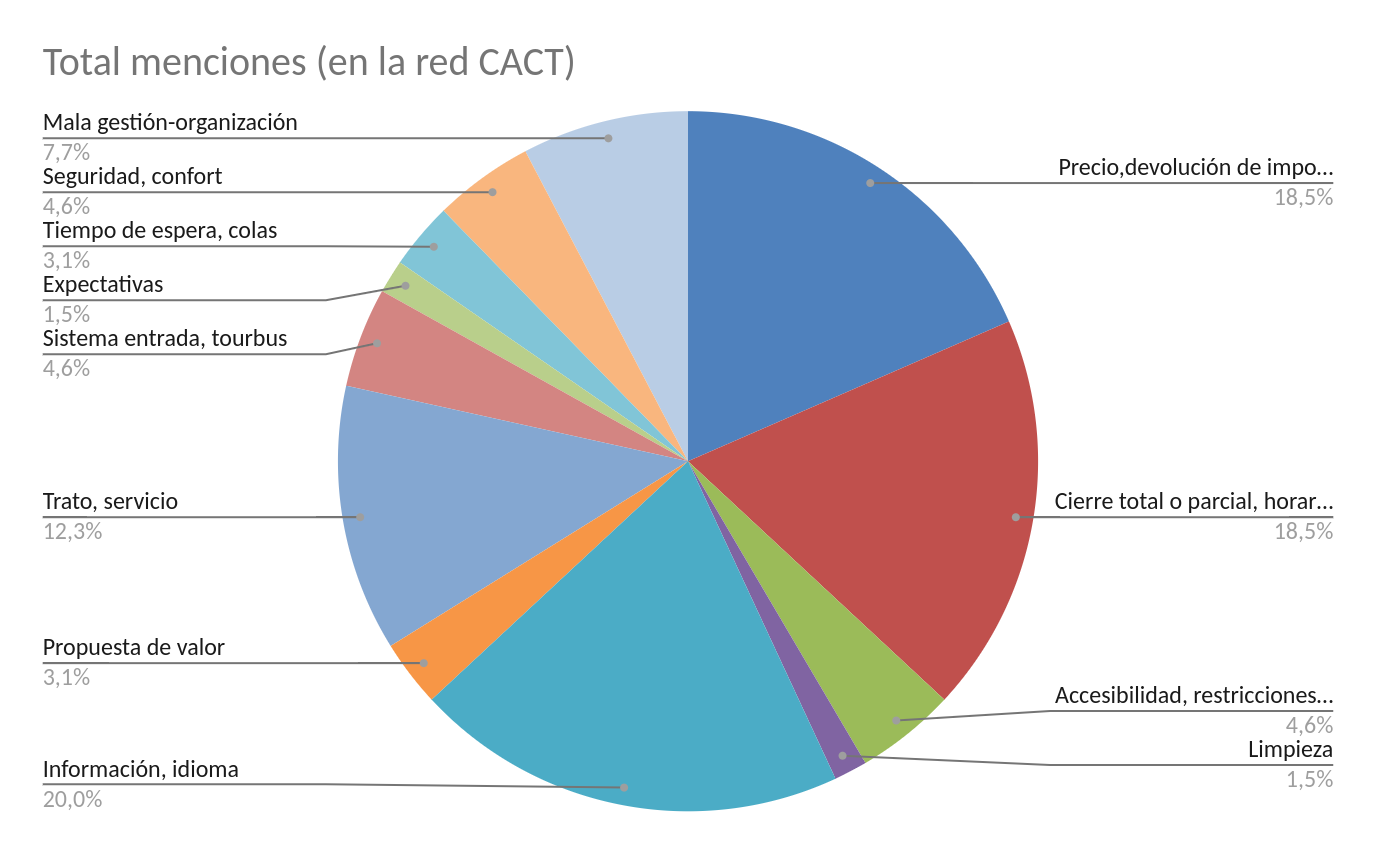 Total menciones (en la red CACT)
Mala gestión-organización
7,7%
Seguridad, confort
4,6%
Tiempo de espera, colas
3,1%
Expectativas
1,5%
Sistema entrada, tourbus
4,6%
Trato, servicio
12,3%
Propuesta de valor
3,1%
Información, idioma
20,0%
Precio,devolución de impo...
18,5%
Cierre total o parcial, horar...
18,5%
Accesibilidad, restricciones...
4,6%
Limpieza
1,5%